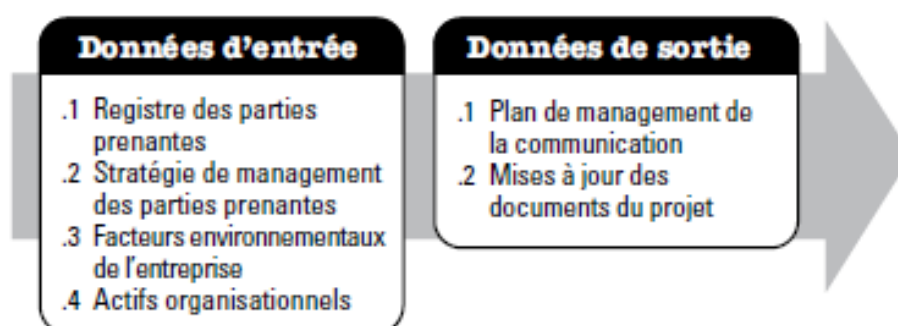 Données d'entrée
.1 Registre des parties
prenantes
.2 Stratégie de management
des parties prenantes
.3 Facteurs environnementaux
de l'entreprise
.4 Actifs organisationnels
Données de sortie
.1 Plan de management de
la communication
.2 Mises à jour des
documents du projet